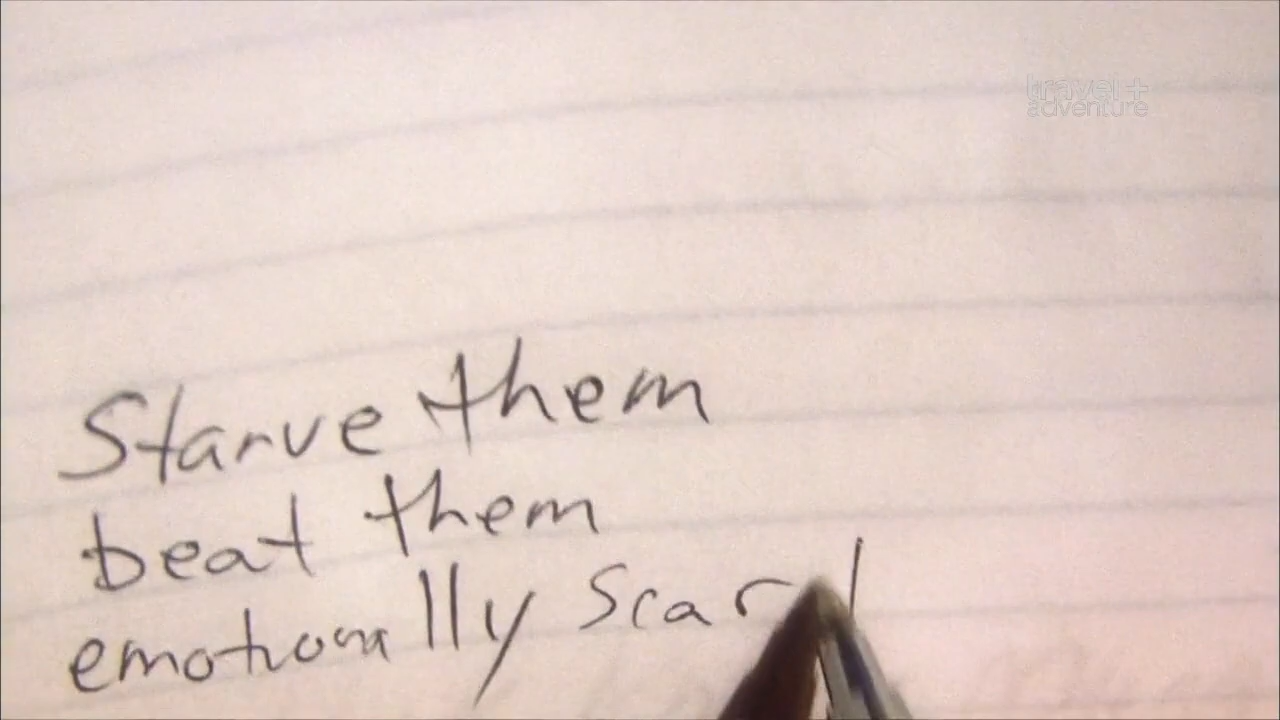 travel+
adventure
Starve them
beat them
emotionally scar